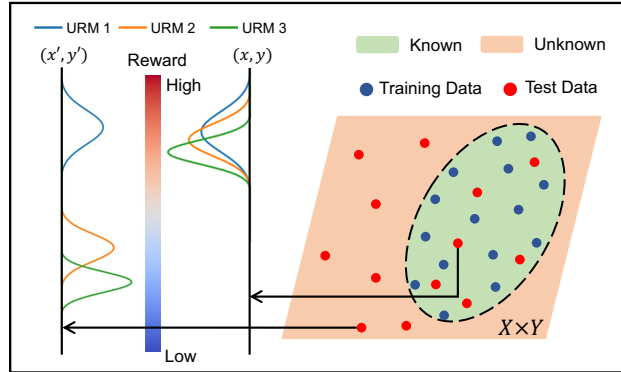 URM 1 URM 2 URM 3
(x′, y′) (x, y)
Reward
High
Low
Known Unknown
Training Data Test Data
X×Y